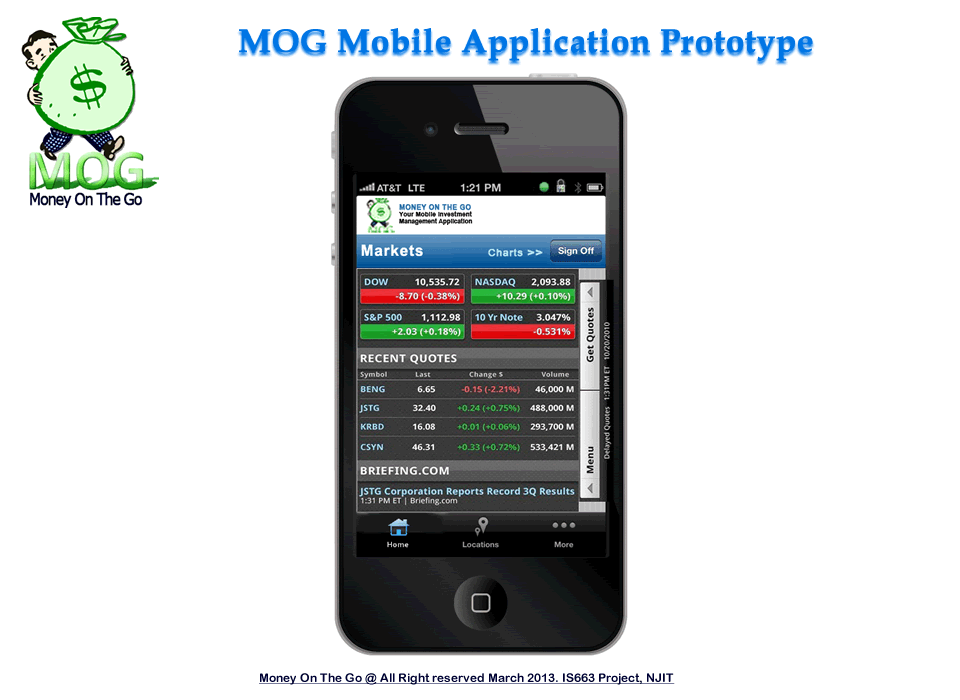 MOG Mobile Application Prototype
$
MOG
Money On The Go
AT&T LTE 1:21 PM
$
MOG
MONEY ON THE GO
Your Mobile Investment
Management Application
Markets Charts >> Sign Off
DOW 10,535.72
-8.70 (-0.38%)
NASDAQ 2,093.88
+10.29 (+0.10%)
S&P 500 1,112.98
+2.03 (+0.18%)
10 Yr Note 3.047%
-0.531%
RECENT QUOTES
Symbol Last Change $ Volume
BENG 6.65 -0.15 (-2.21%) 46,000 M
JSTG 32.40 +0.24 (+0.75%) 488,000 M
KRBD 16.08 +0.01 (+0.06%) 293,700 M
CSYN 46.31 +0.33 (+0.72%) 533,421 M
BRIEFING.COM
JSTG Corporation Reports Record 3Q Results
1:31 PM ET | Briefing.com
Get Quotes
Menu
Delayed Quotes 1:31PM ET 10/20/2010
Home Locations More
Money On The Go @ All Right reserved March 2013. IS663 Project, NJIT